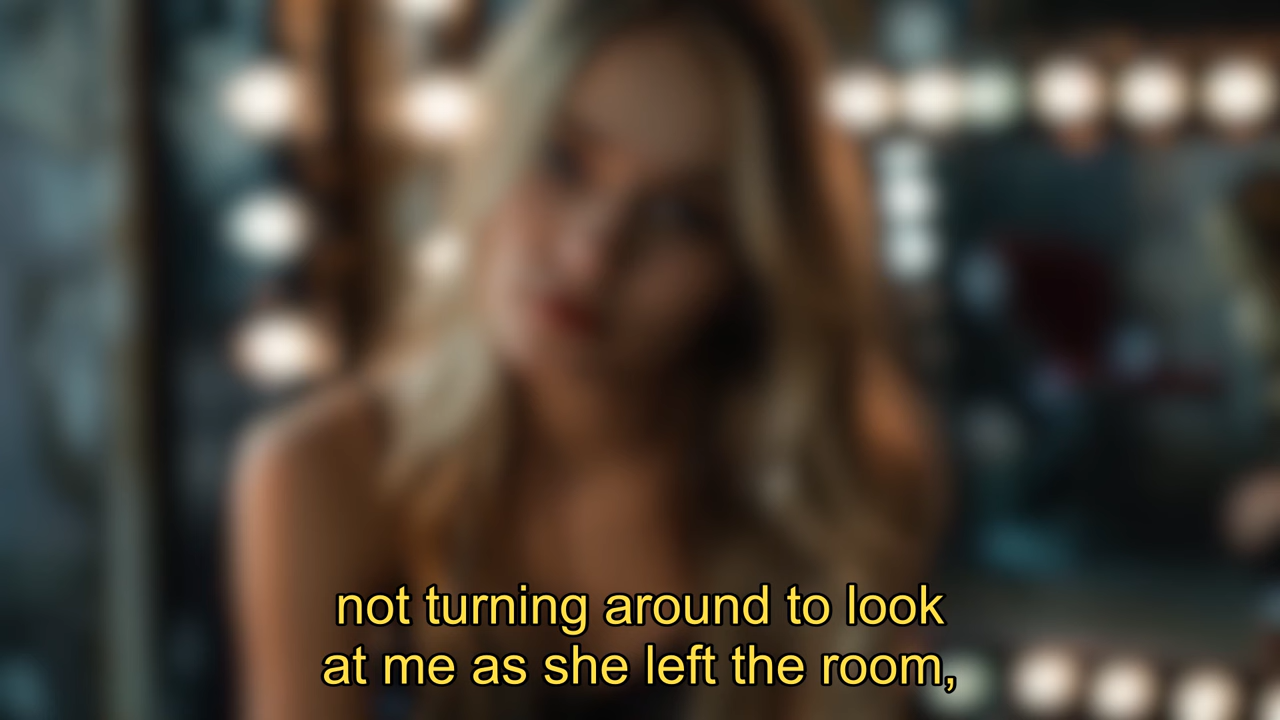 not turning around to look
at me as she left the room,